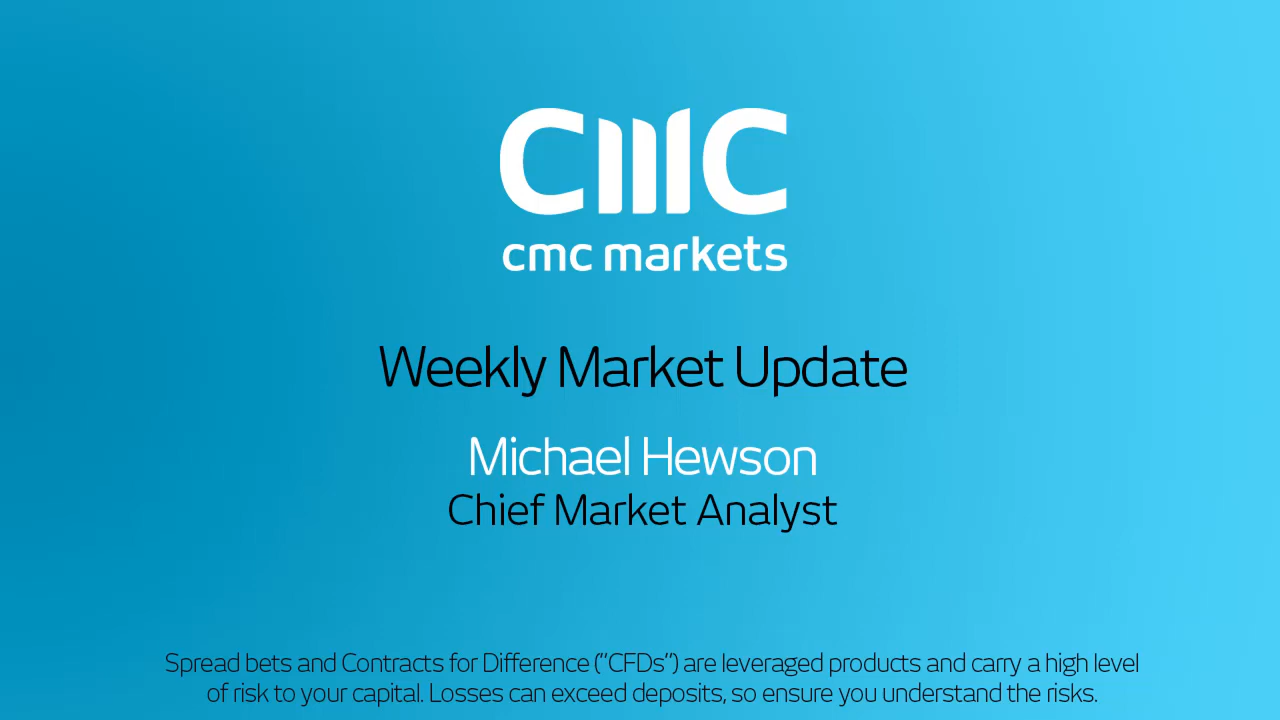 CMC
cmc markets
Weekly Market Update
Michael Hewson
Chief Market Analyst
Spread bets and Contracts for Difference (”CFDs”) are leveraged products and carry a high level
of risk to your capital. Losses can exceed deposits, so ensure you understand the risks.